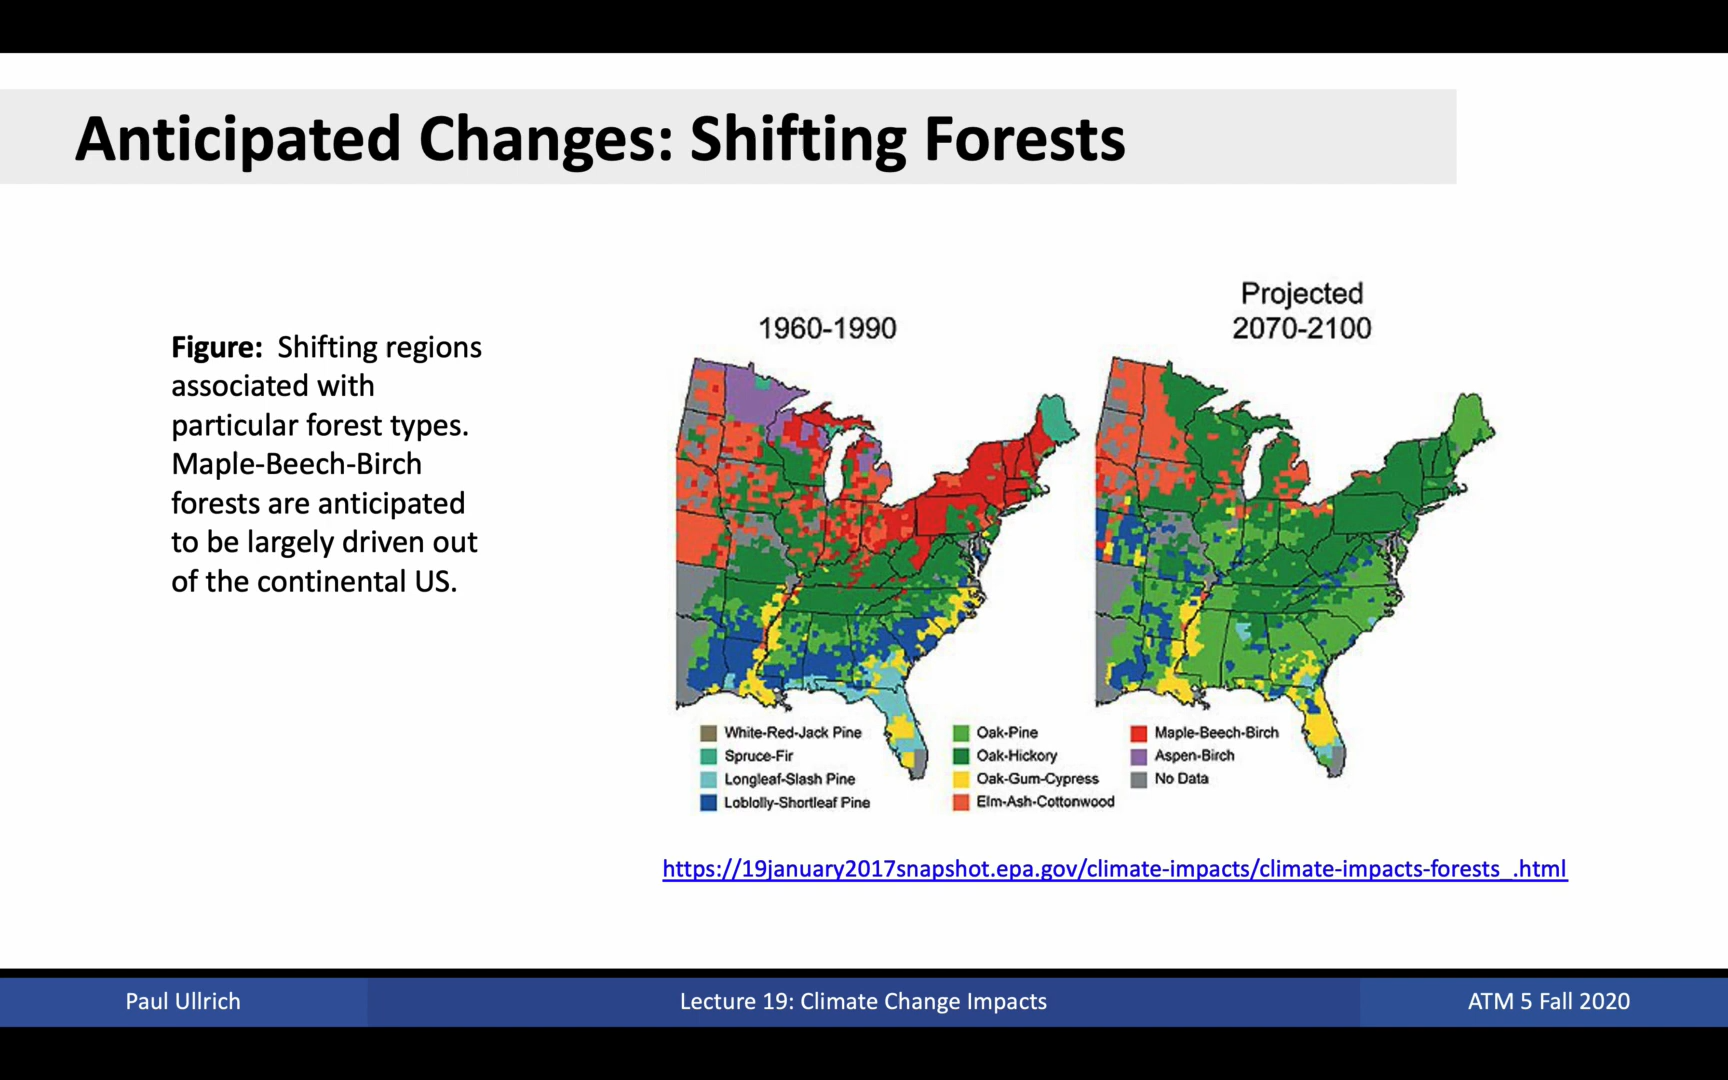 Anticipated Changes: Shifting Forests
Figure: Shifting regions
associated with
particular forest types.
Maple-Beech-Birch
forests are anticipated
to be largely driven out
of the continental US.
1960-1990
Projected
2070-2100
White-Red-Jack Pine
Spruce-Fir
Longleaf-Slash Pine
Loblolly-Shortleaf Pine
Oak-Pine
Oak-Hickory
Oak-Gum-Cypress
Elm-Ash-Cottonwood
Maple-Beech-Birch
Aspen-Birch
No Data
https://19january2017snapshot.epa.gov/climate-impacts/climate-impacts-forests_.html
Paul Ullrich
Lecture 19: Climate Change Impacts
ATM 5 Fall 2020